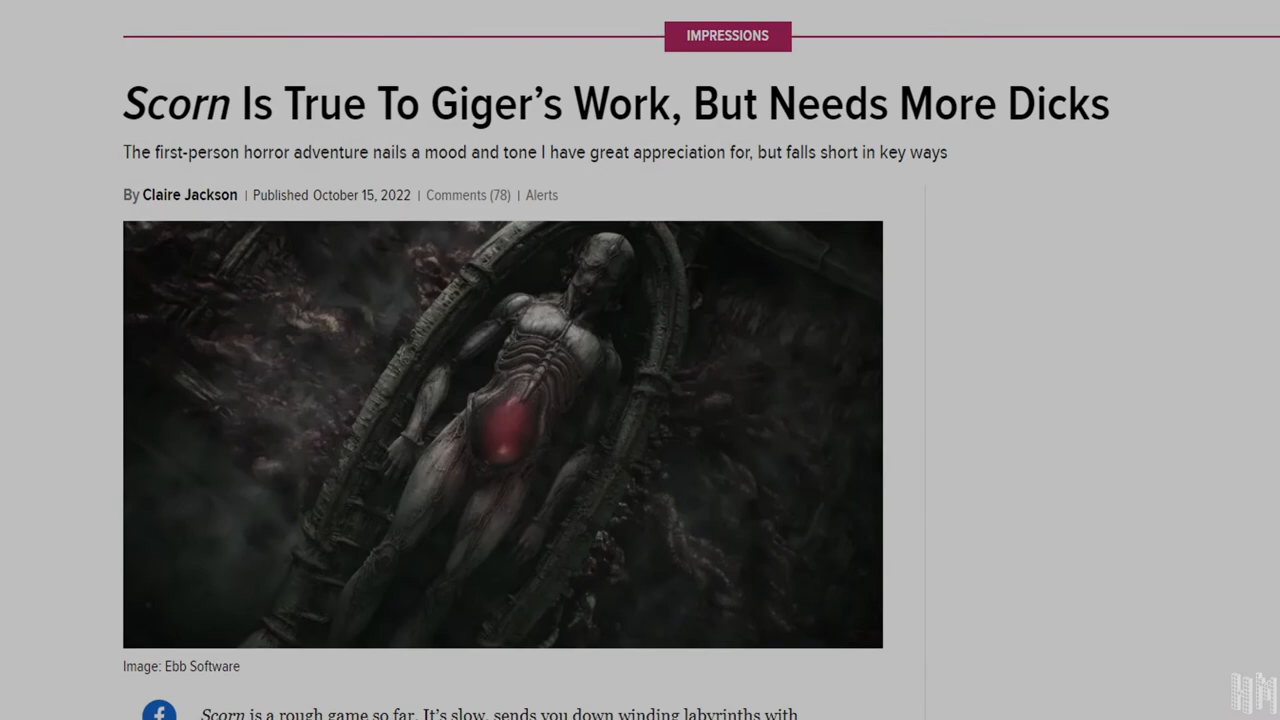 IMPRESSIONS
Scorn Is True To Giger's Work, But Needs More Dicks
The first-person horror adventure nails a mood and tone I have great appreciation for, but falls short in key ways
By Claire Jackson | Published October 15, 2022 | Comments (78) | Alerts
Image: Ebb Software
Scorn is a rough game so far. It's slow, sends you down winding labyrinths with